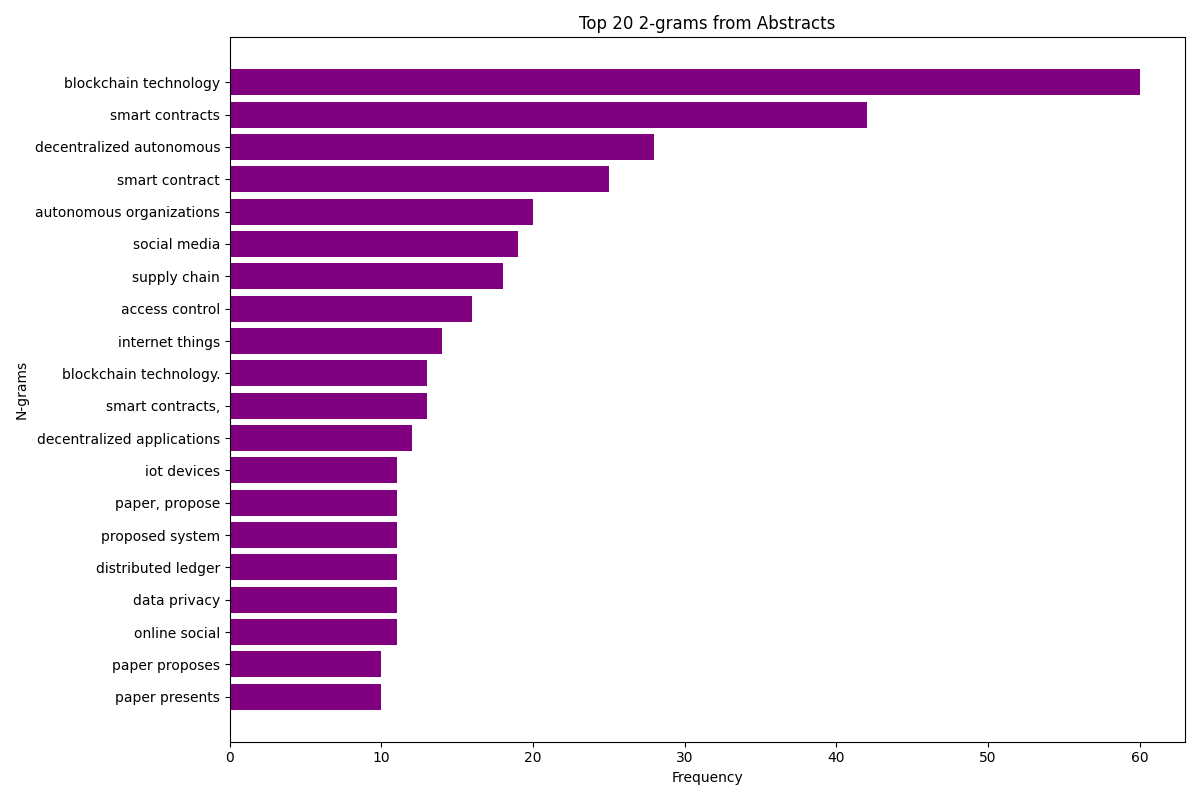 Top 20 2-grams from Abstracts
blockchain technology
smart contracts
decentralized autonomous
smart contract
autonomous organizations
social media
supply chain
access control
internet things
blockchain technology.
smart contracts,
decentralized applications
iot devices
paper, propose
proposed system
distributed ledger
data privacy
online social
paper proposes
paper presents
N-grams
0 10 20 30 40 50 60
Frequency